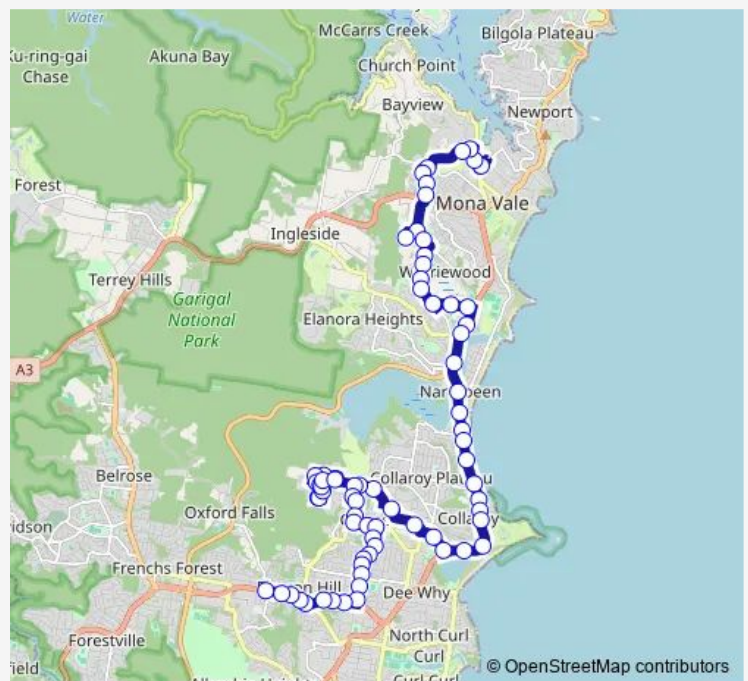 Water
McCarrs Creek
Bilgola Plateau
Ku-ring-gai
Chase
Akuna Bay
Church Point
Bayview
Newport
Forest
Mona Vale
Ingleside
Terrey Hills
Garigal
National
Park
Elanora Heights
A3
Belrose
Collaroy
Oxford Falls
Frenchs Forest
Hill
Dee Why
Forestville
North Curl
Curl
© OpenStreetMap contributors